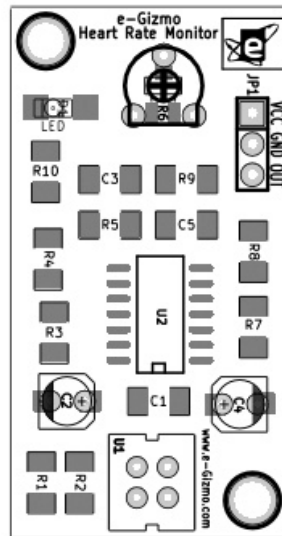 e-Gizmo
Heart Rate Monitor
JP1
VCC GND OUT
R6
LED
R10
C3
R9
R5
C5
R4
R8
U2
R3
R7
C2
C1
C4
U1
R1
R2
www.e-Gizmo.com